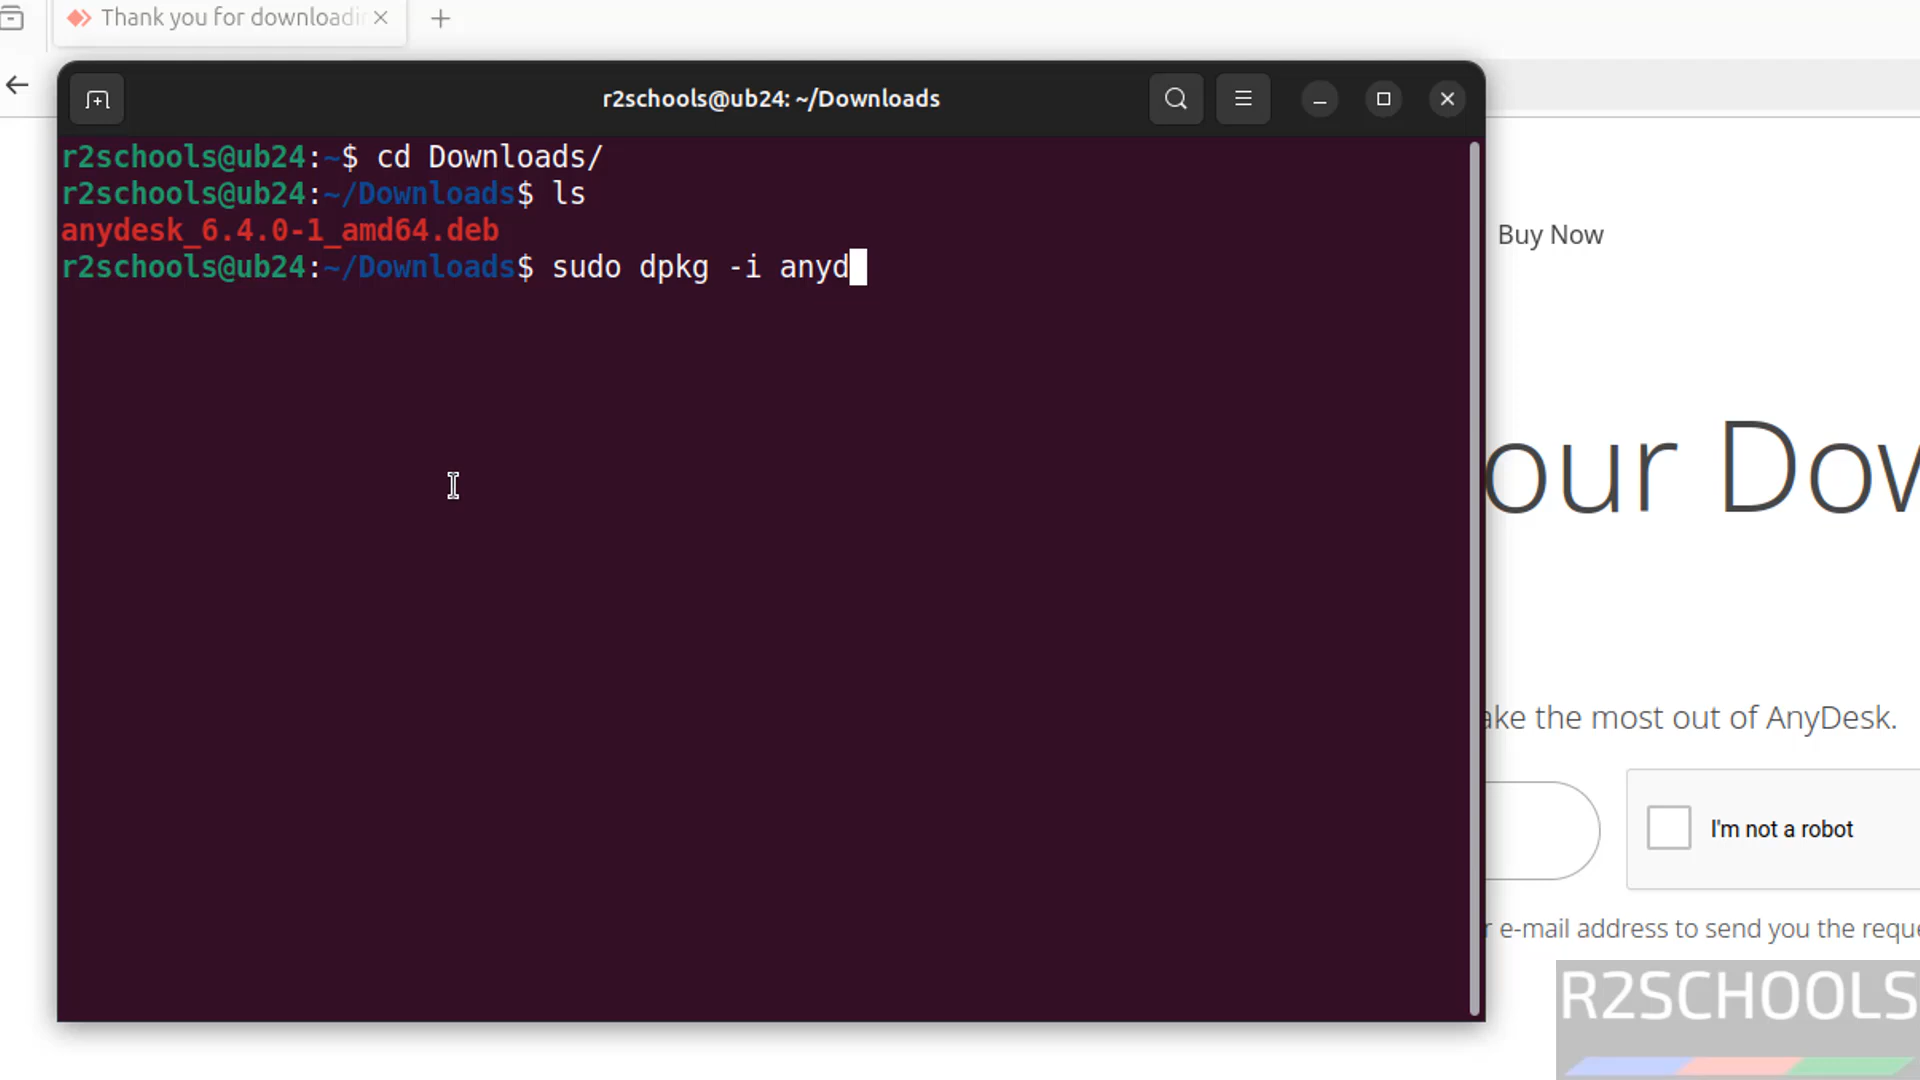 Thank you for downloadi
r2schools@ub24: ~/Downloads
r2schools@ub24:~$ cd Downloads/
r2schools@ub24:~/Downloads$ ls
anydesk_6.4.0-1_amd64.deb
r2schools@ub24:~/Downloads$ sudo dpkg -i anyd
Buy Now
our Dow
ake the most out of AnyDesk.
I'm not a robot
r e-mail address to send you the reque
R2SCHOOLS